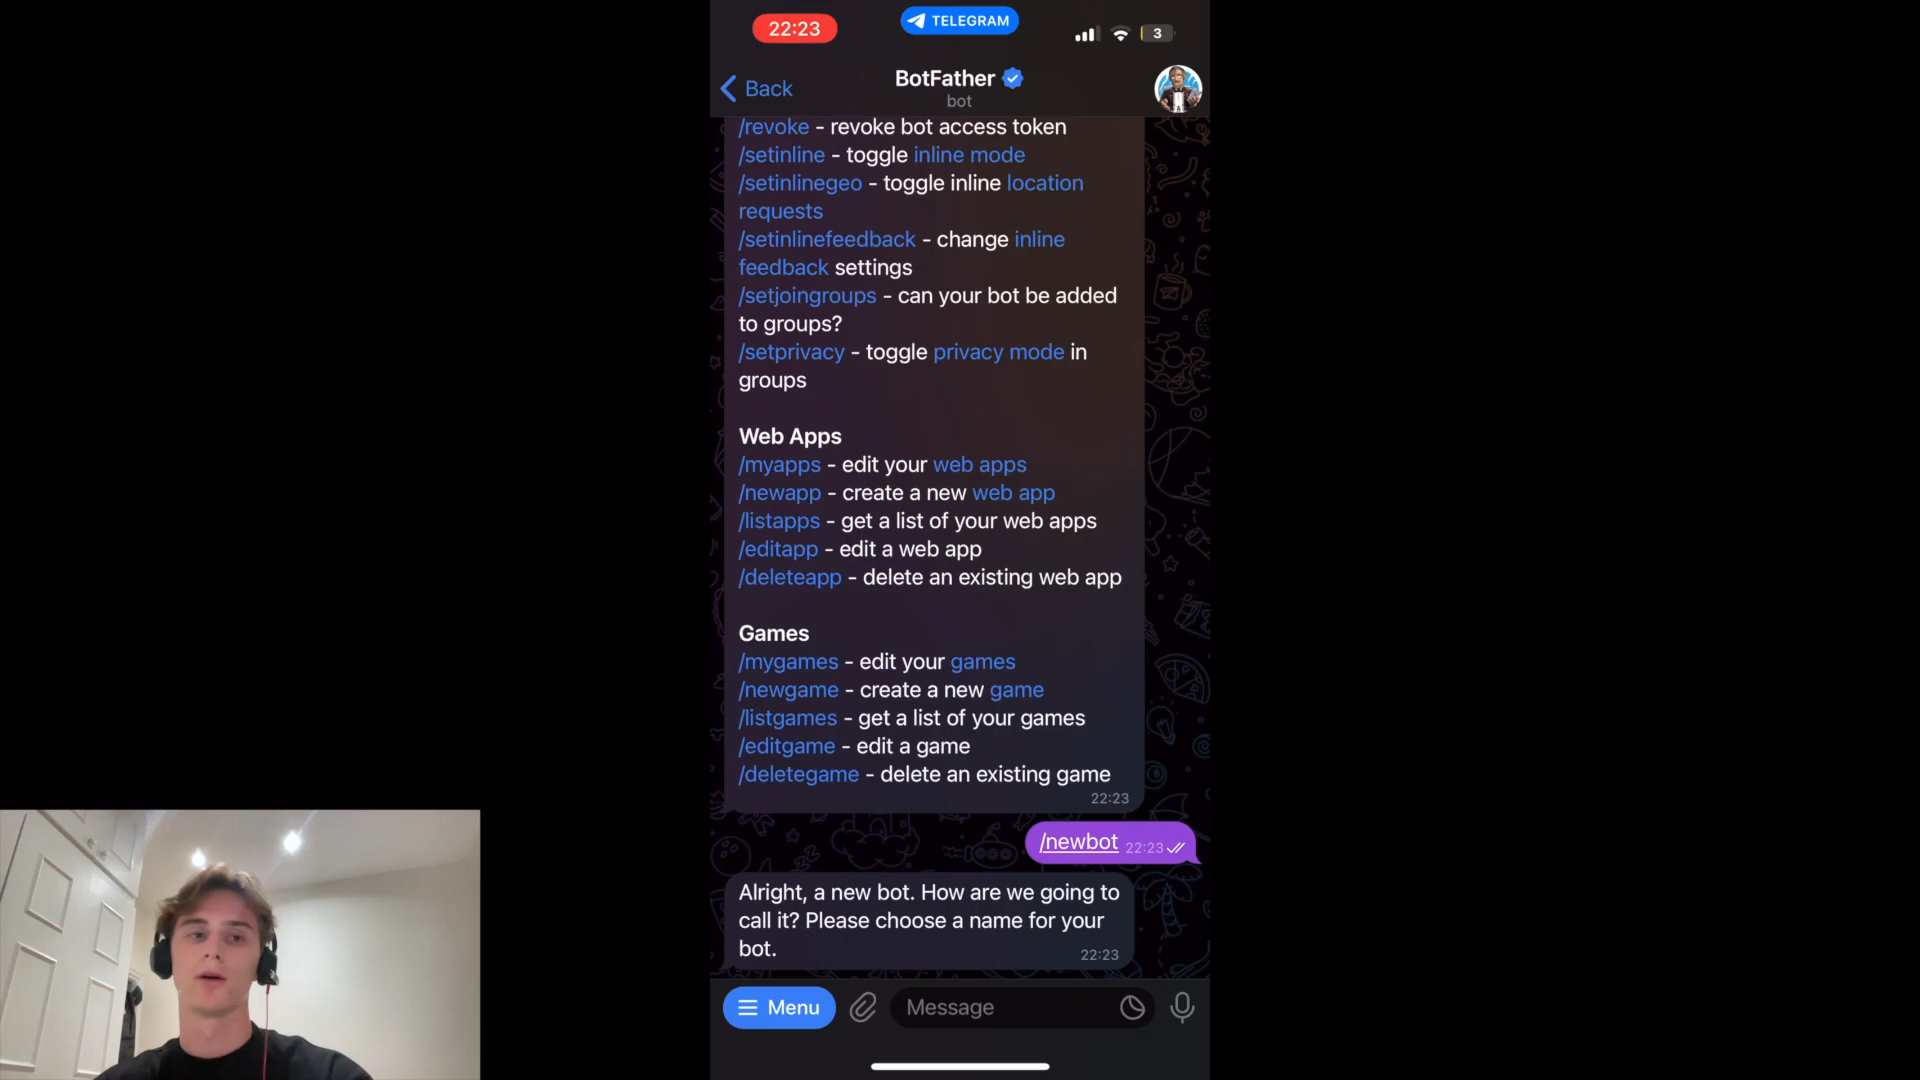 22:23
TELEGRAM
3
Back
BotFather
bot
/revoke - revoke bot access token
/setinline - toggle inline mode
/setinlinegeo - toggle inline location
requests
/setinlinefeedback - change inline
feedback settings
/setjoingroups - can your bot be added
to groups?
/setprivacy - toggle privacy mode in
groups
Web Apps
/myapps - edit your web apps
/newapp - create a new web app
/listapps - get a list of your web apps
/editapp - edit a web app
/deleteapp - delete an existing web app
Games
/mygames - edit your games
/newgame - create a new game
/listgames - get a list of your games
/editgame - edit a game
/deletegame - delete an existing game
22:23
/newbot 22:23
Alright, a new bot. How are we going to
call it? Please choose a name for your
bot.
22:23
Menu
Message